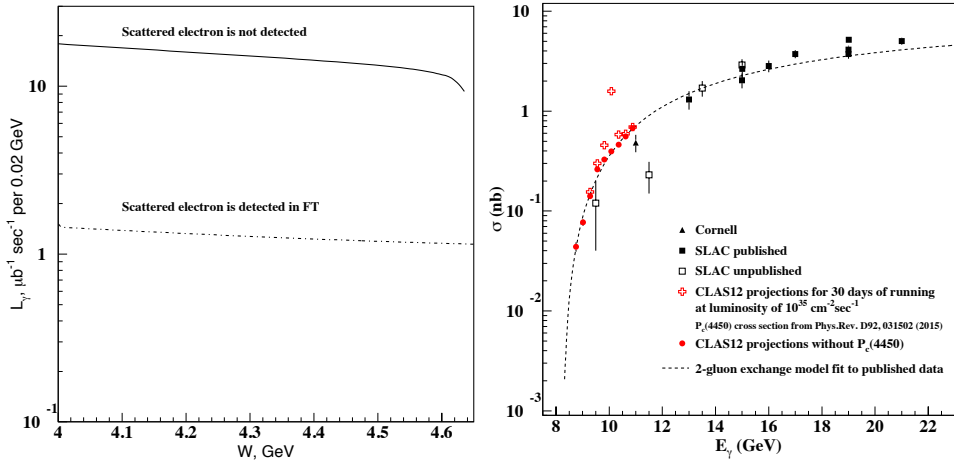 Scattered electron is not detected
Scattered electron is detected in FT
L_γ, μb⁻¹ sec⁻¹ per 0.02 GeV
10
1
10⁻¹
4 4.1 4.2 4.3 4.4 4.5 4.6
W, GeV
σ (nb)
10
1
10⁻¹
10⁻²
10⁻³
Cornell
SLAC published
SLAC unpublished
CLAS12 projections for 30 days of running
at luminosity of 10³⁵ cm⁻²sec⁻¹
P_c(4450) cross section from Phys.Rev. D92, 031502 (2015)
CLAS12 projections without P_c(4450)
2-gluon exchange model fit to published data
8 10 12 14 16 18 20 22
E_γ (GeV)